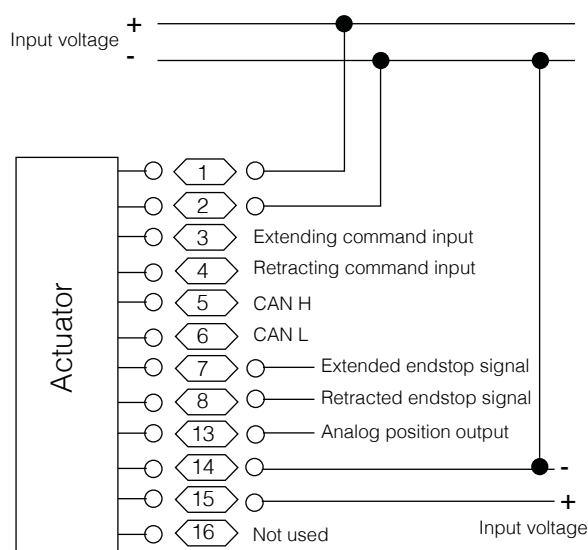 Input voltage +
-
Actuator
1
2
3 Extending command input
4 Retracting command input
5 CAN H
6 CAN L
7 Extended endstop signal
8 Retracted endstop signal
13 Analog position output
14 -
15 +
16 Not used Input voltage